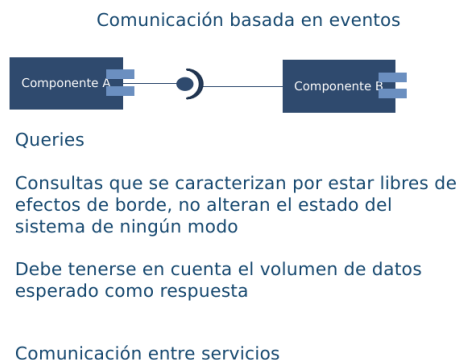 Comunicación basada en eventos
Componente A
Componente B
Queries
Consultas que se caracterizan por estar libres de
efectos de borde, no alteran el estado del
sistema de ningún modo
Debe tenerse en cuenta el volumen de datos
esperado como respuesta
Comunicación entre servicios